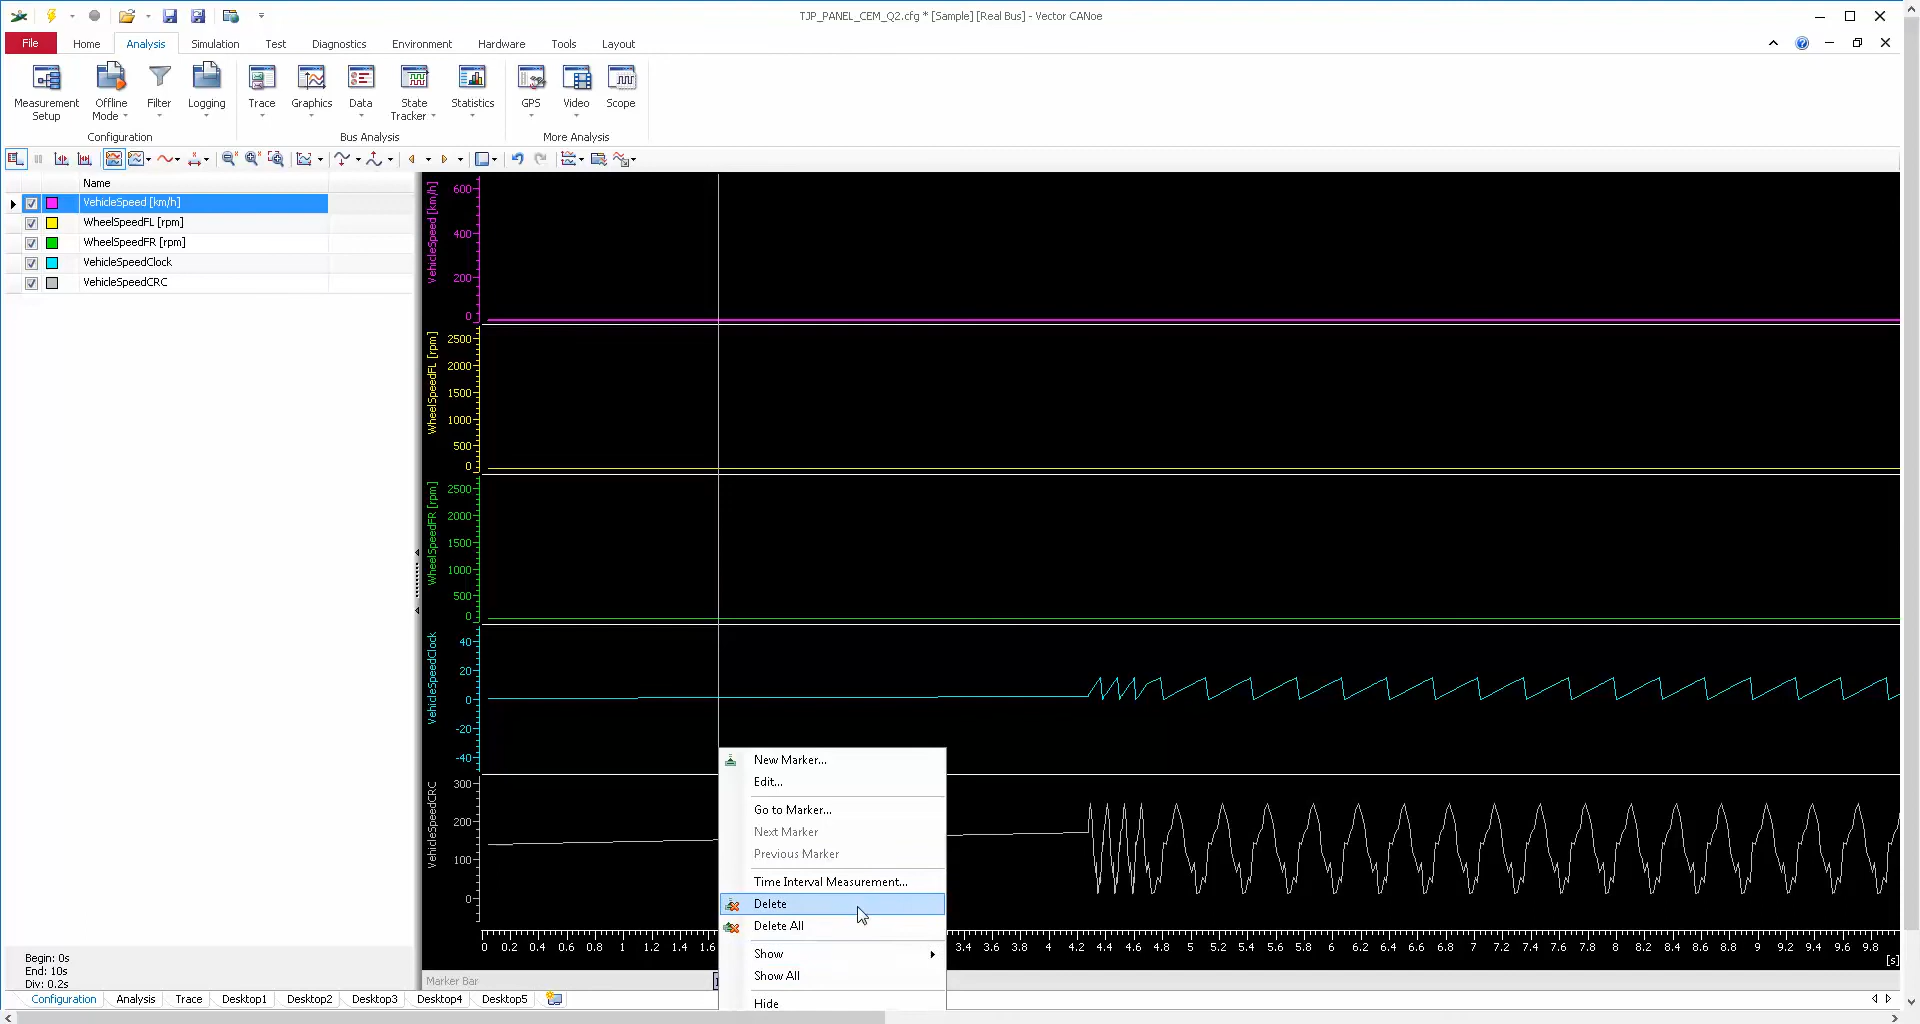 TJP_PANEL_CEM_Q2.cfg * [Sample] [Real Bus] - Vector CANoe
File Home Analysis Simulation Test Diagnostics Environment Hardware Tools Layout
Measurement Setup
Offline Mode
Filter
Logging
Trace
Graphics
Data
State Tracker
Statistics
GPS
Video
Scope
Configuration
Bus Analysis
More Analysis
Name
VehicleSpeed [km/h]
WheelSpeedFL [rpm]
WheelSpeedFR [rpm]
VehicleSpeedClock
VehicleSpeedCRC
VehicleSpeed [km/h]
600
400
200
0
WheelSpeedFL [rpm]
2500
2000
1500
1000
500
0
WheelSpeedFR [rpm]
2500
2000
1500
1000
500
0
VehicleSpeedClock
40
20
0
-20
-40
VehicleSpeedCRC
300
200
100
0
New Marker...
Edit...
Go to Marker...
Next Marker
Previous Marker
Time Interval Measurement...
Delete
Delete All
Show
Show All
Hide
0 0.2 0.4 0.6 0.8 1 1.2 1.4 1.6 3.4 3.6 3.8 4 4.2 4.4 4.6 4.8 5 5.2 5.4 5.6 5.8 6 6.2 6.4 6.6 6.8 7 7.2 7.4 7.6 7.8 8 8.2 8.4 8.6 8.8 9 9.2 9.4 9.6 9.8
[s]
Begin: 0s
End: 10s
Div: 0.2s
Marker Bar
Configuration Analysis Trace Desktop1 Desktop2 Desktop3 Desktop4 Desktop5